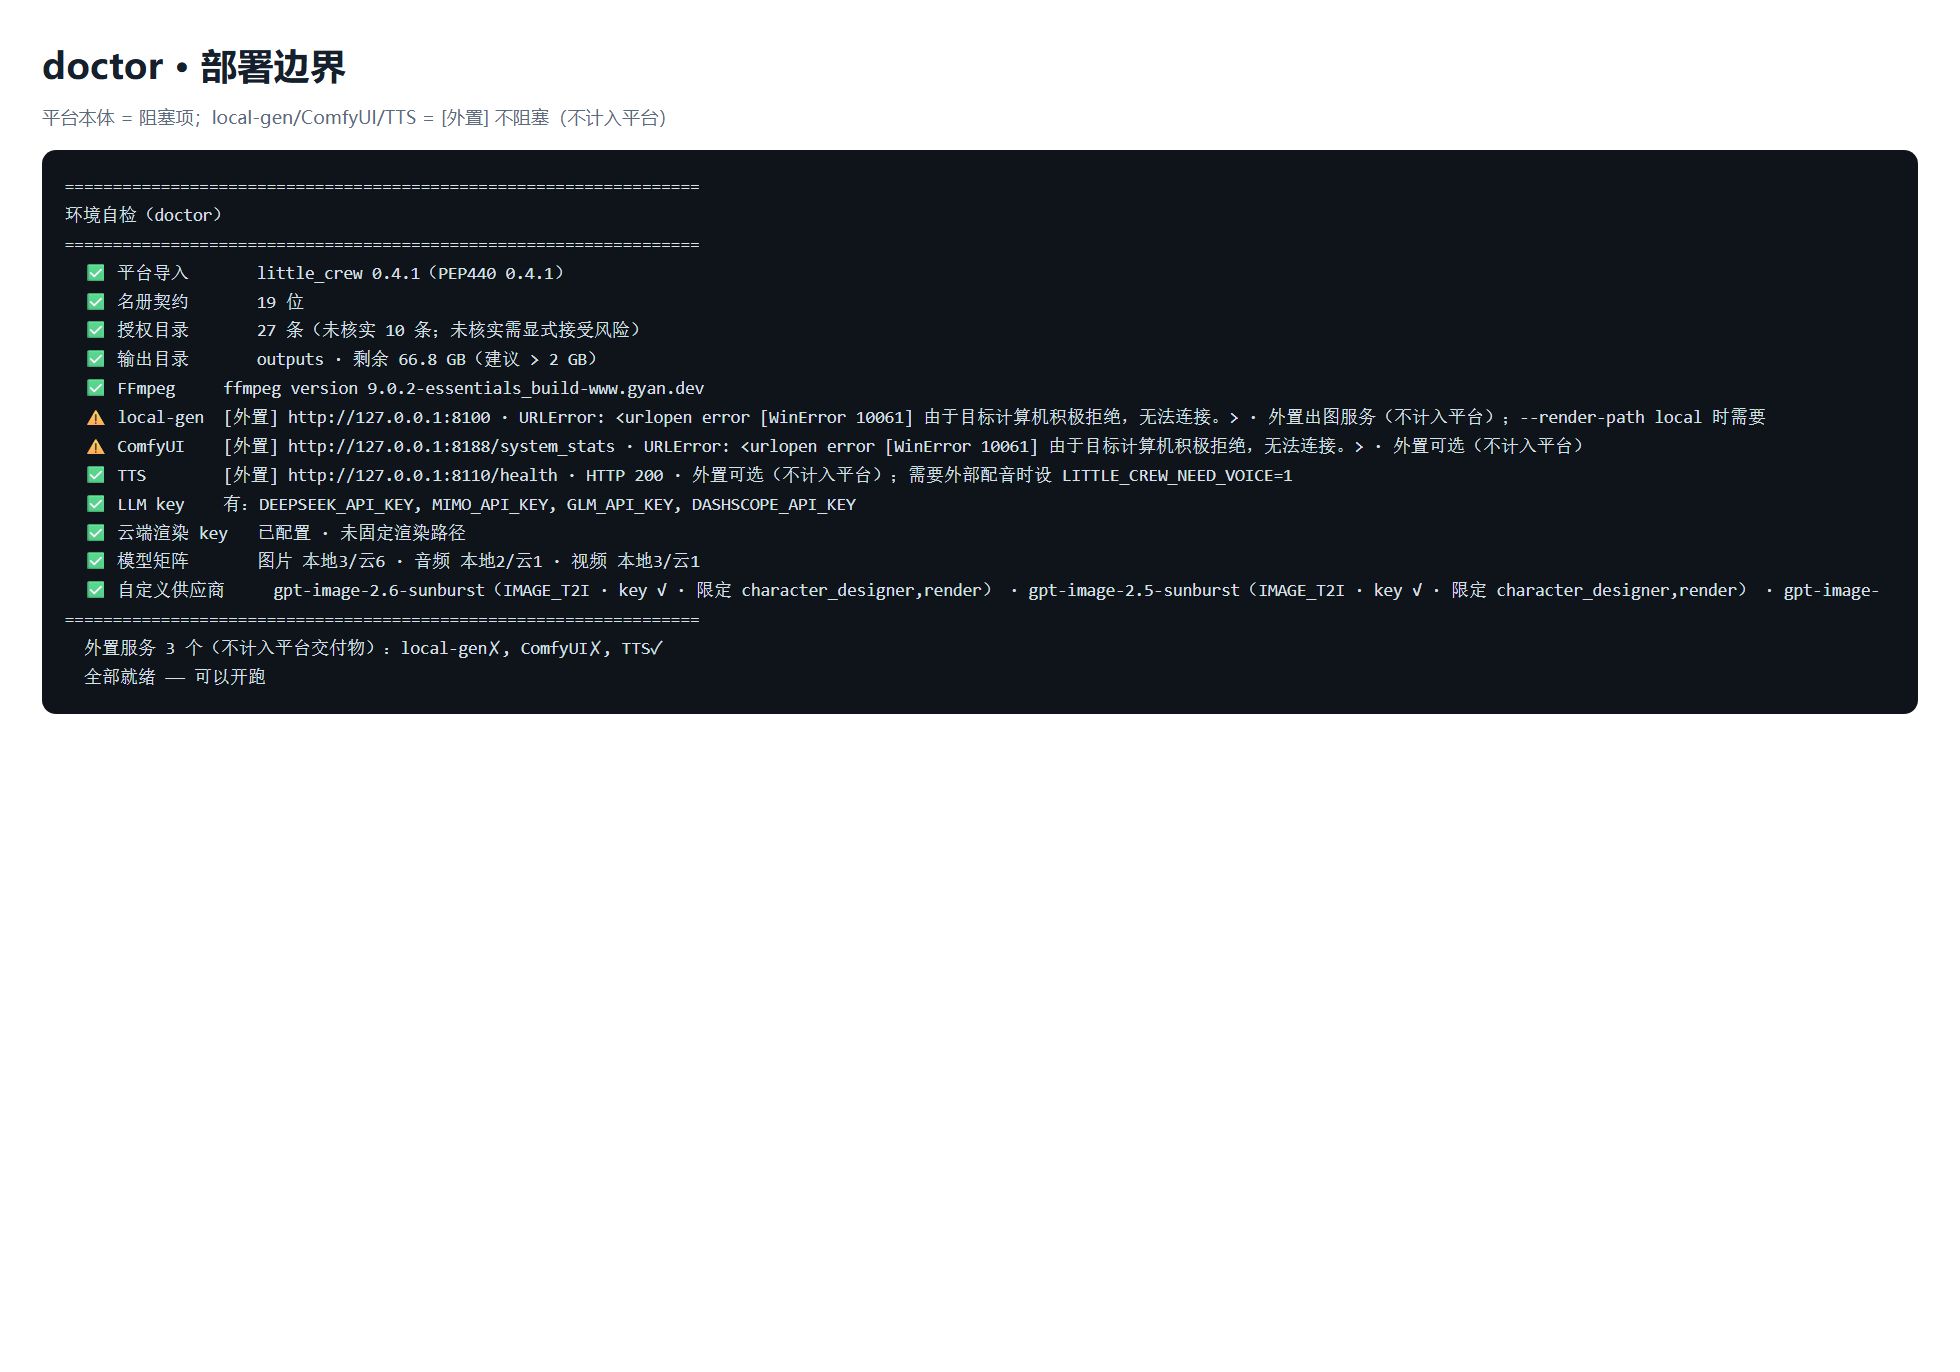 doctor · 部署边界
平台本体 = 阻塞项；local-gen/ComfyUI/TTS = [外置] 不阻塞（不计入平台）
==================================================================
环境自检（doctor）
==================================================================
✅ 平台导入 little_crew 0.4.1（PEP440 0.4.1）
✅ 名册契约 19 位
✅ 授权目录 27 条（未核实 10 条；未核实需显式接受风险）
✅ 输出目录 outputs · 剩余 66.8 GB（建议 > 2 GB）
✅ FFmpeg ffmpeg version 9.0.2-essentials_build-www.gyan.dev
⚠ local-gen [外置] http://127.0.0.1:8100 · URLError: <urlopen error [WinError 10061] 由于目标计算机积极拒绝，无法连接。> · 外置出图服务（不计入平台）；--render-path local 时需要
⚠ ComfyUI [外置] http://127.0.0.1:8188/system_stats · URLError: <urlopen error [WinError 10061] 由于目标计算机积极拒绝，无法连接。> · 外置可选（不计入平台）
✅ TTS [外置] http://127.0.0.1:8110/health · HTTP 200 · 外置可选（不计入平台）；需要外部配音时设 LITTLE_CREW_NEED_VOICE=1
✅ LLM key 有：DEEPSEEK_API_KEY, MIMO_API_KEY, GLM_API_KEY, DASHSCOPE_API_KEY
✅ 云端渲染 key 已配置 · 未固定渲染路径
✅ 模型矩阵 图片 本地3/云6 · 音频 本地2/云1 · 视频 本地3/云1
✅ 自定义供应商 gpt-image-2.6-sunburst（IMAGE_T2I · key √ · 限定 character_designer,render） · gpt-image-2.5-sunburst（IMAGE_T2I · key √ · 限定 character_designer,render） · gpt-image-
==================================================================
外置服务 3 个（不计入平台交付物）：local-gen✗, ComfyUI✗, TTS✓
全部就绪 —— 可以开跑